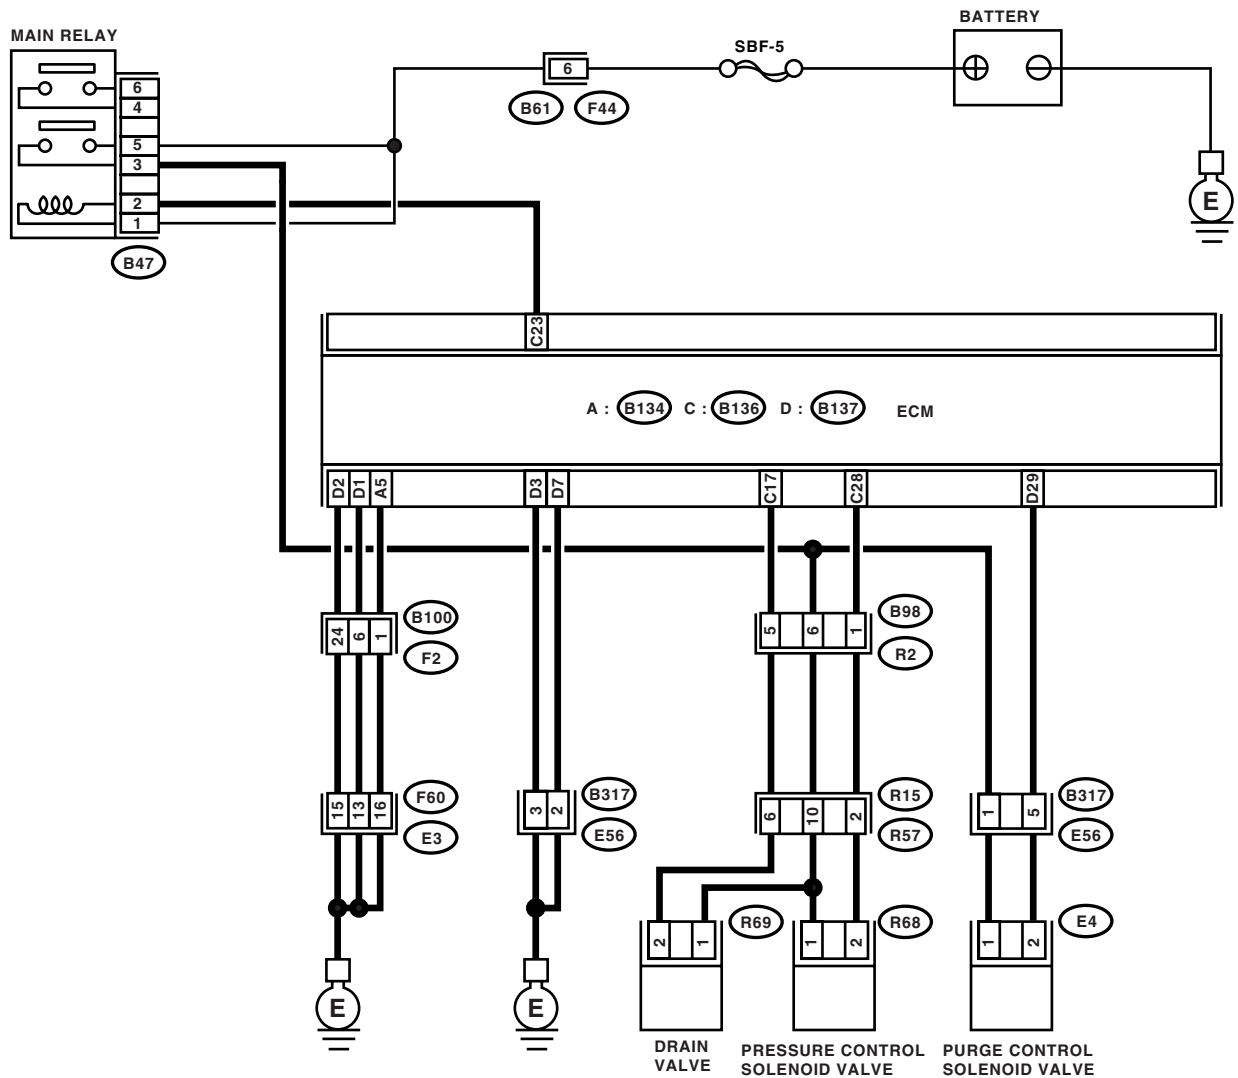 BATTERY
MAIN RELAY
SBF-5
6
B61
F44
6
4
5
3
2
1
E
B47
C23
A : B134 C : B136 D : B137 ECM
D2
D1
A5
D3
D7
C17
C28
D29
24
6
1
B100
F2
5
6
1
B98
R2
15
13
16
F60
E3
3
2
B317
E56
6
10
2
R15
R57
1
5
B317
E56
2
1
R69
1
2
R68
1
2
E4
E
E
DRAIN
VALVE
PRESSURE CONTROL
SOLENOID VALVE
PURGE CONTROL
SOLENOID VALVE